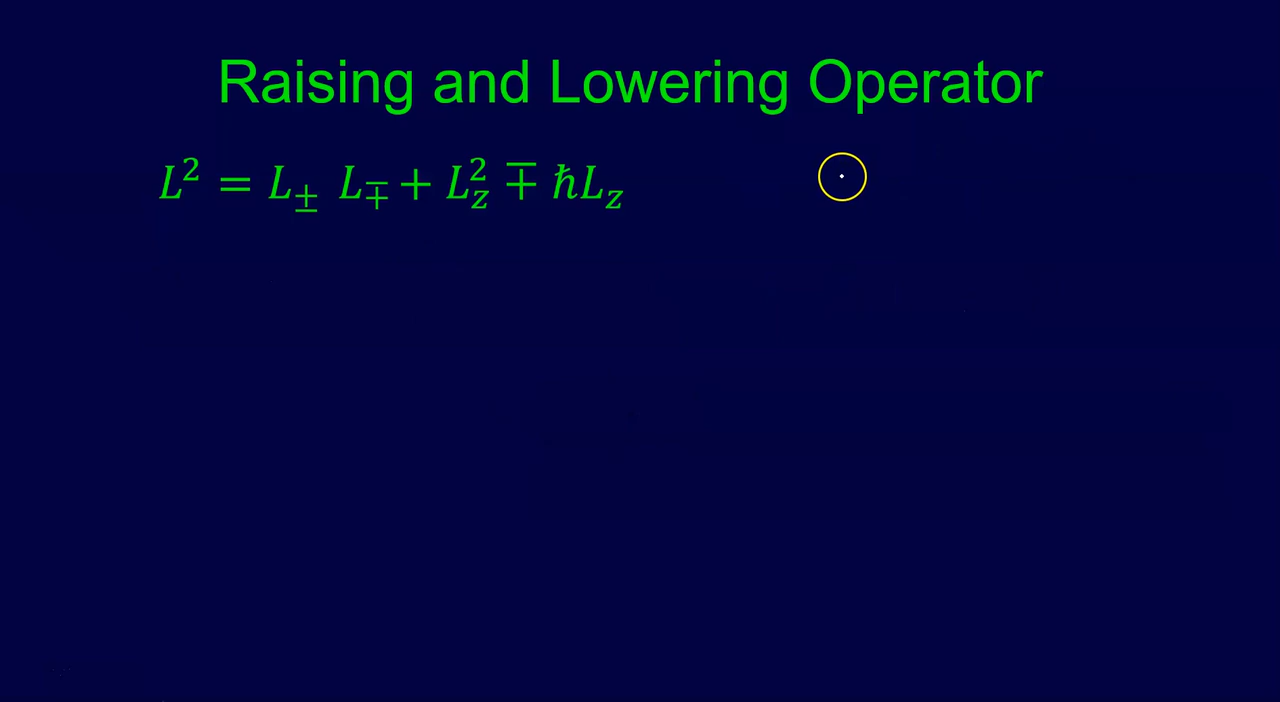 Raising and Lowering Operator
L² = L± L∓ + L_z² ∓ ℏL_z